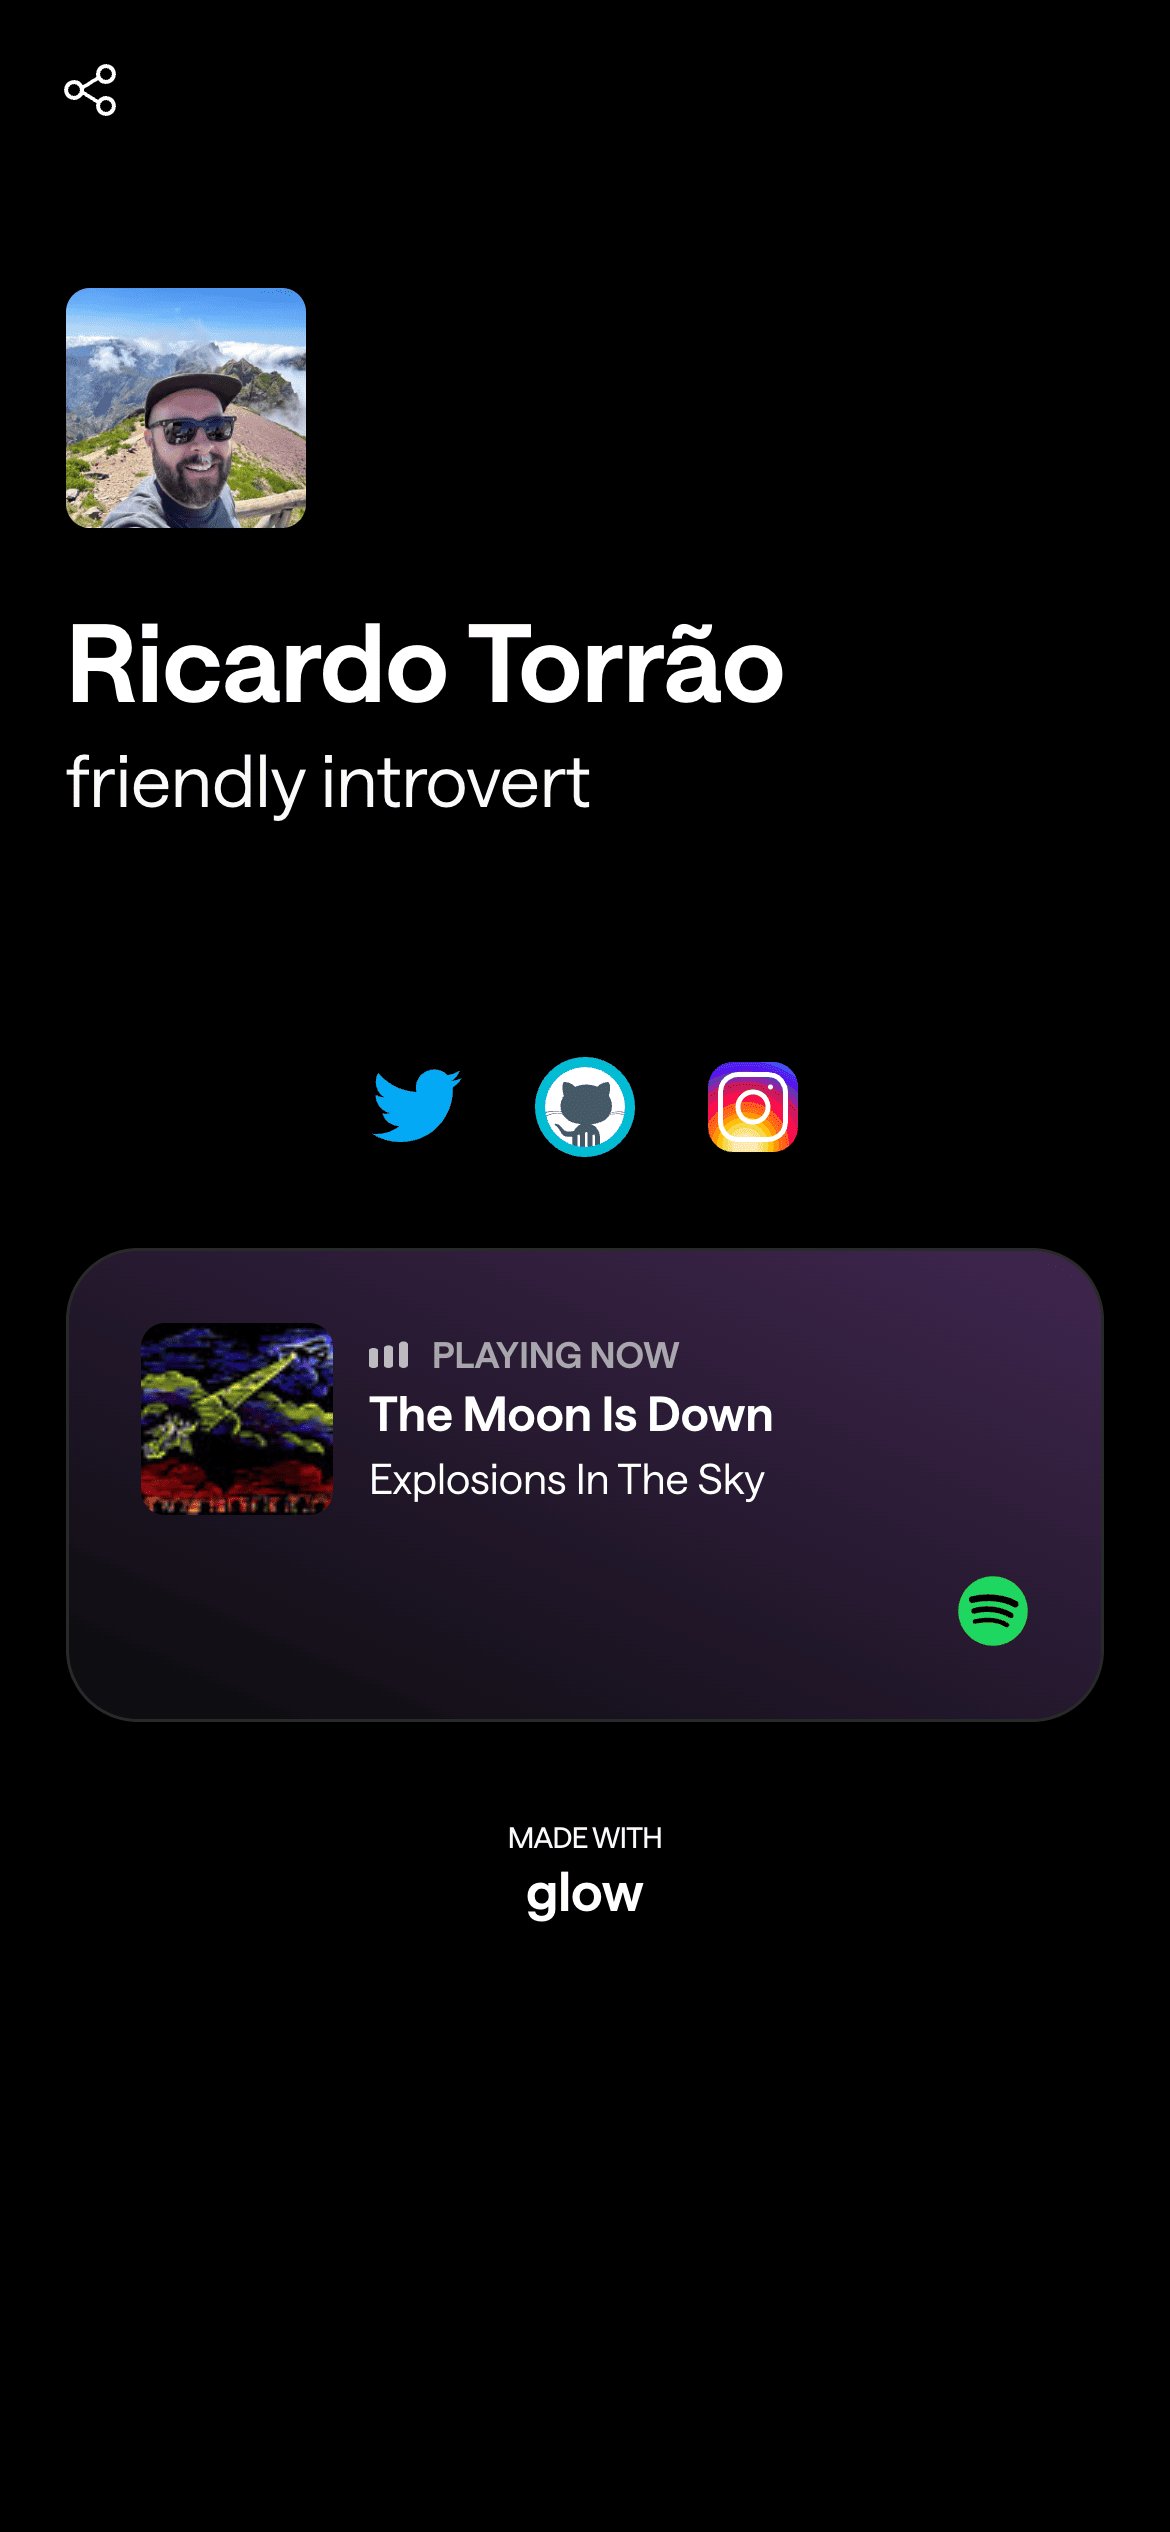 Ricardo Torrão
friendly introvert
PLAYING NOW
The Moon Is Down
Explosions In The Sky
MADE WITH
glow